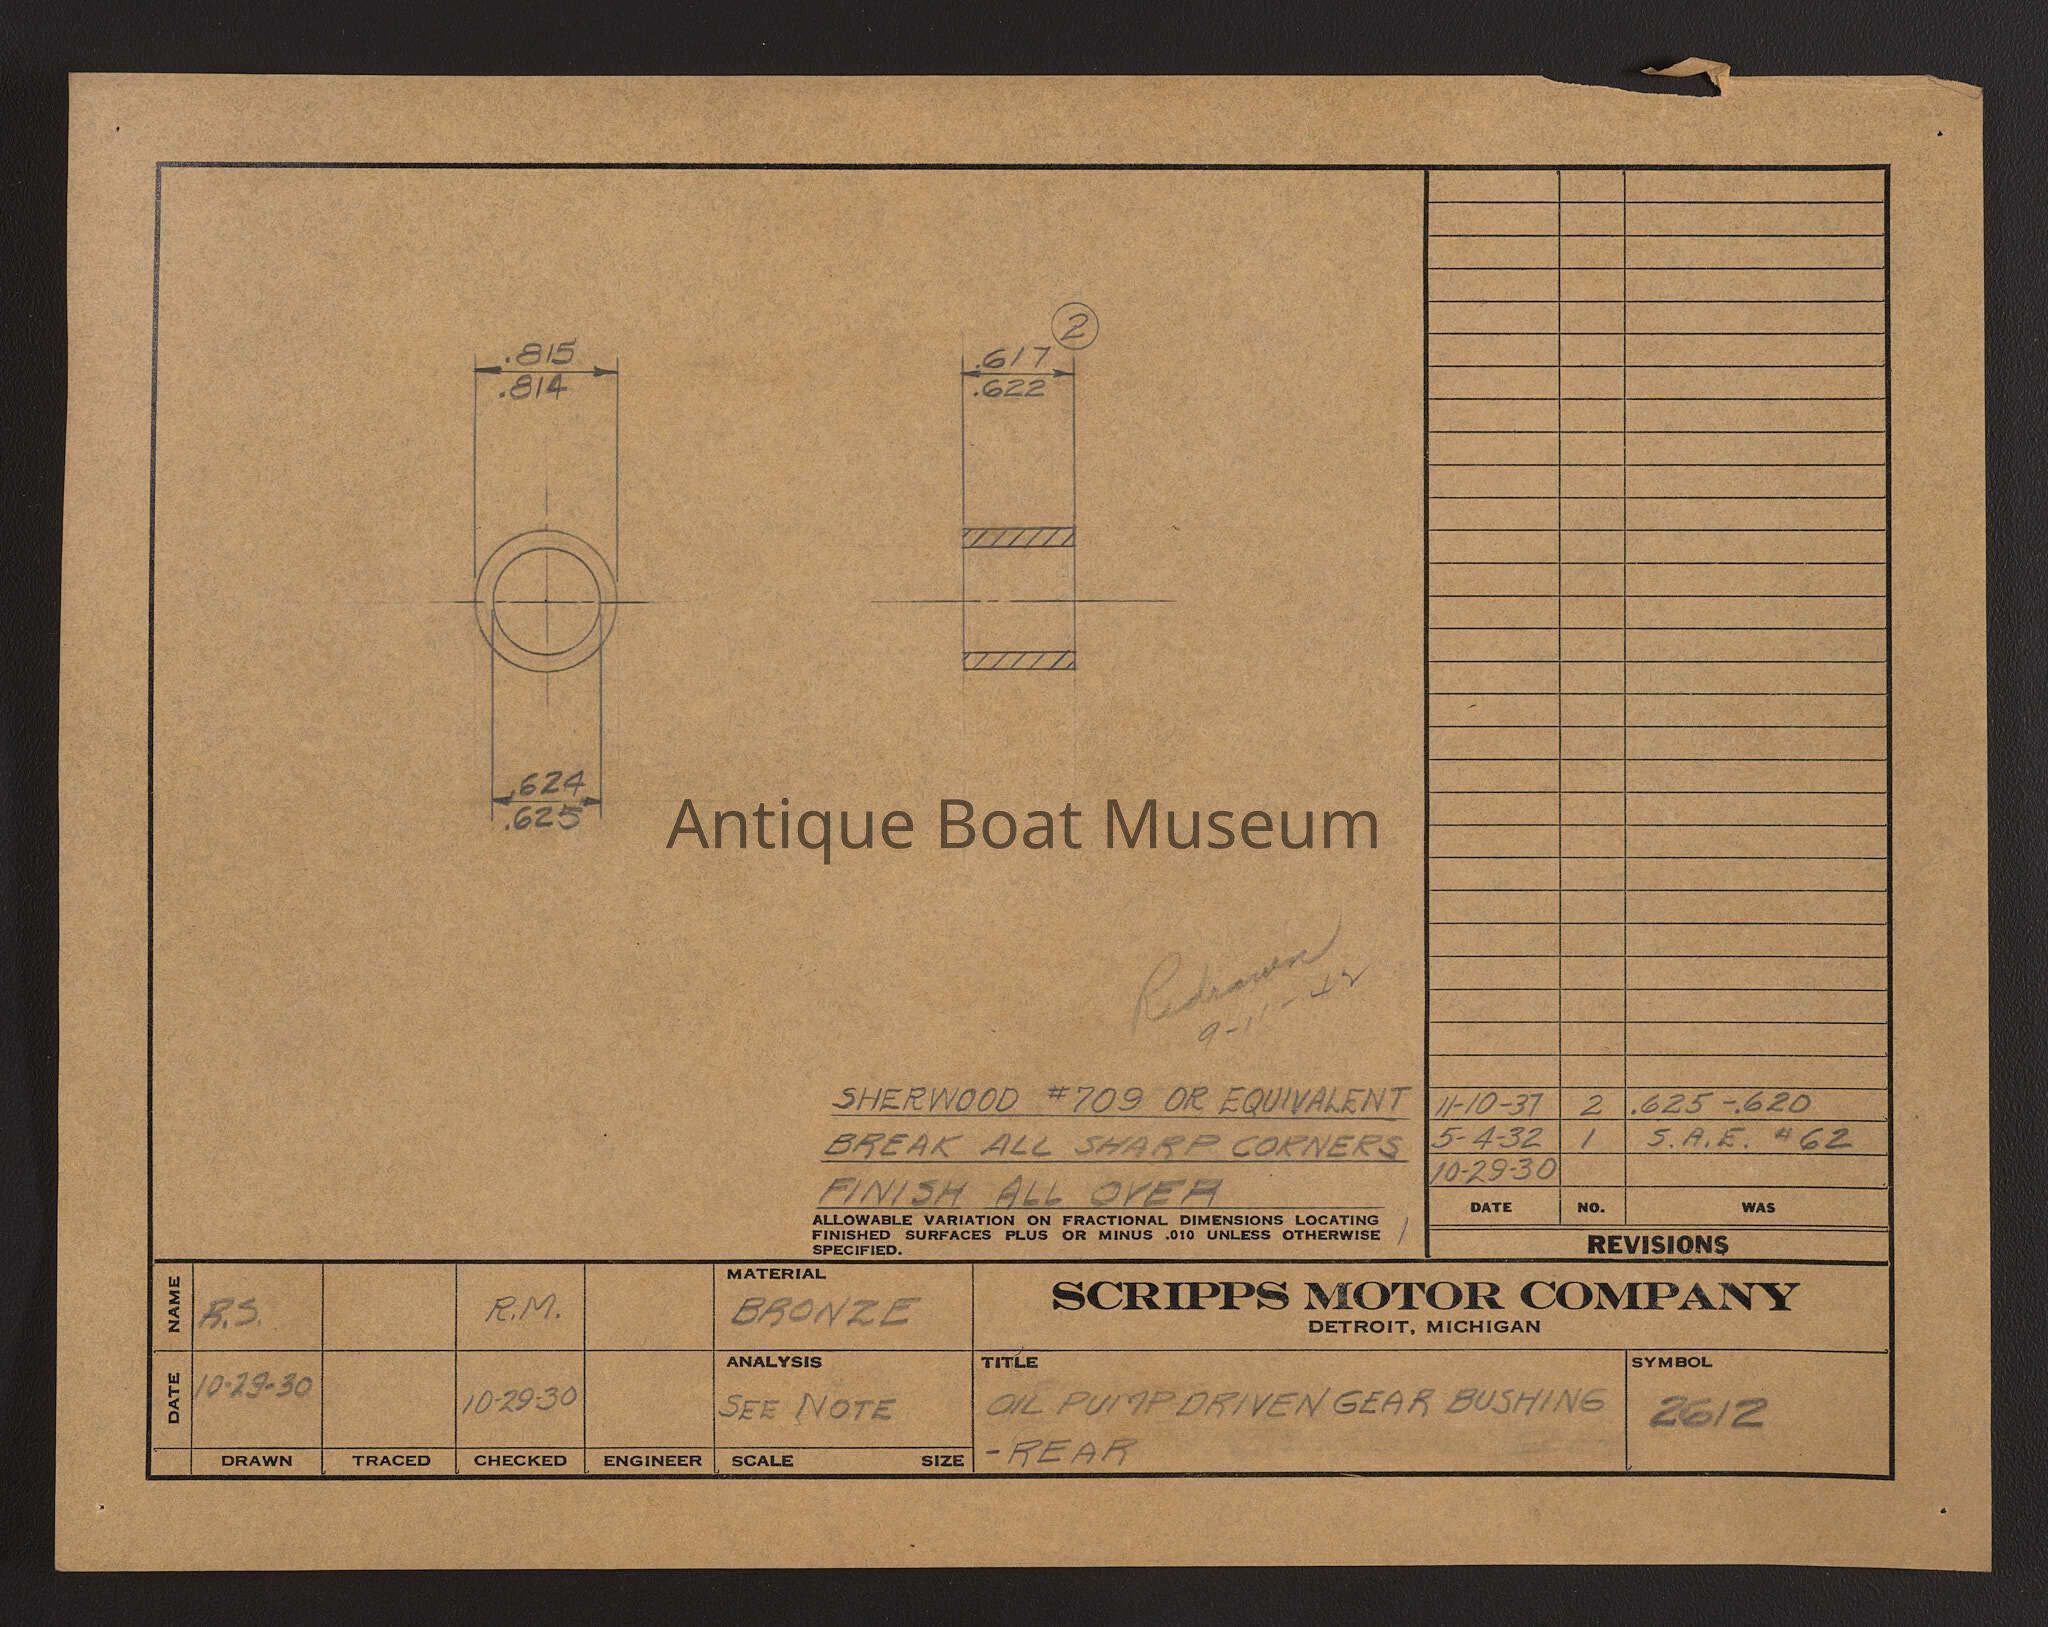 2
.815
.814
.617
.622
.624
.625
Antique Boat Museum
Redrawn
SHERWOOD #709 OR EQUIVALENT
BREAK ALL SHARP CORNERS
FINISH ALL OVER
ALLOWABLE VARIATION ON FRACTIONAL DIMENSIONS LOCATING
FINISHED SURFACES PLUS OR MINUS .010 UNLESS OTHERWISE 1
SPECIFIED.
11-10-37 2 .625-.620
5-4-32 1 S.A.E. #62
10-29-30
DATE NO. WAS
REVISIONS
NAME R.S. R.M.
DATE 10-29-30 10-29-30
DRAWN TRACED CHECKED ENGINEER
MATERIAL
BRONZE
ANALYSIS
SEE NOTE
SCALE SIZE
SCRIPPS MOTOR COMPANY
DETROIT, MICHIGAN
TITLE
OIL PUMP DRIVEN GEAR BUSHING
-REAR
SYMBOL
2612